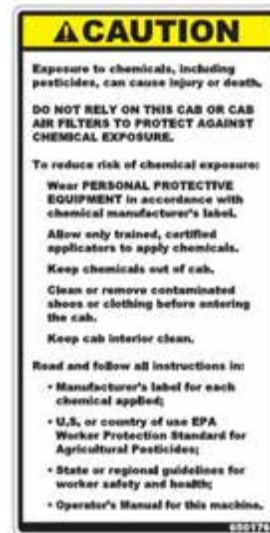 CAUTION
Exposure to chemicals, including
pesticides, can cause injury or death.
DO NOT RELY ON THIS CAB OR CAB
AIR FILTERS TO PROTECT AGAINST
CHEMICAL EXPOSURE.
To reduce risk of chemical exposure:
Wear PERSONAL PROTECTIVE
EQUIPMENT in accordance with
chemical manufacturer's label.
Allow only trained, certified
applicators to apply chemicals.
Keep chemicals out of cab.
Clean or remove contaminated
shoes or clothing before entering
the cab.
Keep cab interior clean.
Read and follow all instructions in:
• Manufacturer's label for each
chemical applied;
• U.S. or country of use EPA
Worker Protection Standard for
Agricultural Pesticides;
• State or regional guidelines for
worker safety and health;
• Operator's Manual for this machine.
650176